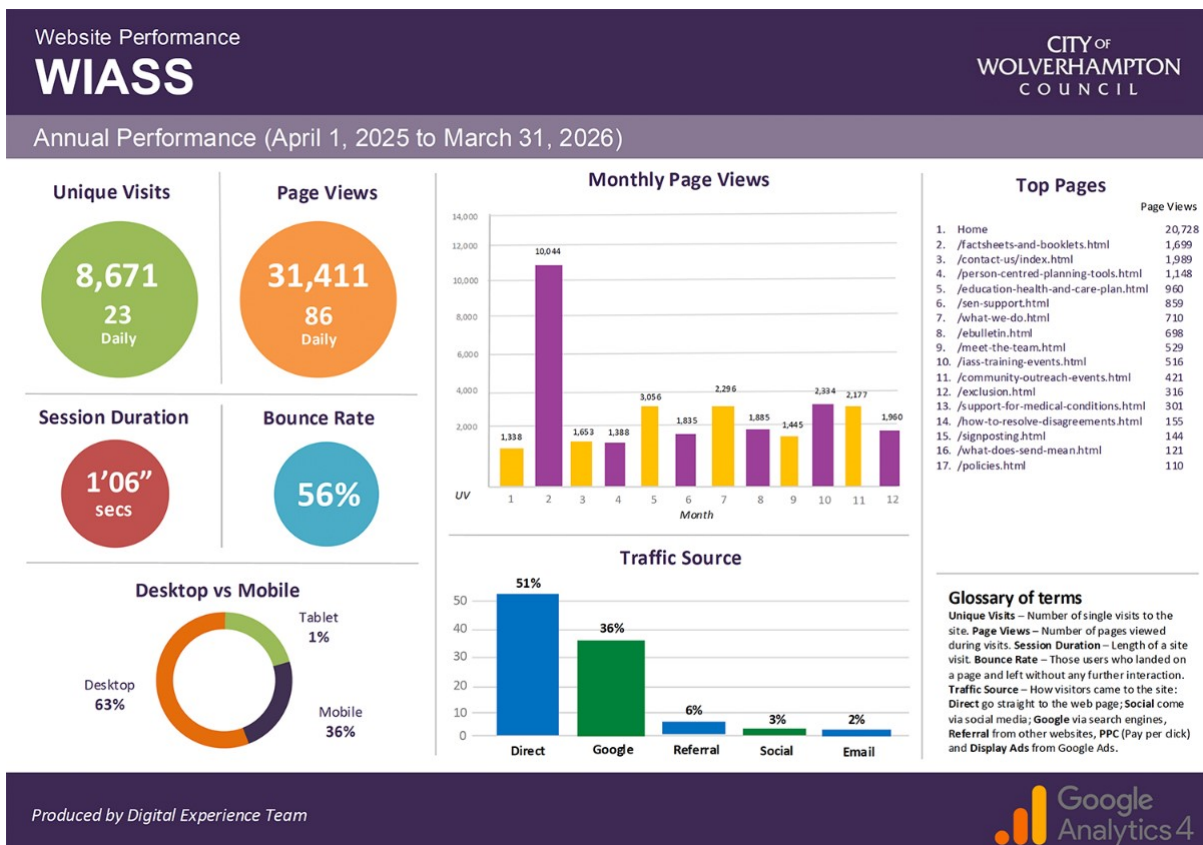 Website Performance
WIASS
CITY OF
WOLVERHAMPTON
COUNCIL
Annual Performance (April 1, 2025 to March 31, 2026)
Unique Visits
8,671
23
Daily
Page Views
31,411
86
Daily
Session Duration
1’06”
secs
Bounce Rate
56%
Desktop vs Mobile
Tablet
1%
Desktop
63%
Mobile
36%
Monthly Page Views
14,000
12,000
10,000
8,000
6,000
4,000
2,000
UV
1,338
10,044
1,653
1,388
3,056
1,835
2,296
1,885
1,445
2,334
2,177
1,960
1 2 3 4 5 6 7 8 9 10 11 12
Month
Traffic Source
50
40
30
20
10
0
51%
36%
6%
3%
2%
Direct Google Referral Social Email
Top Pages
Page Views
1. Home 20,728
2. /factsheets-and-booklets.html 1,699
3. /contact-us/index.html 1,989
4. /person-centred-planning-tools.html 1,148
5. /education-health-and-care-plan.html 960
6. /sen-support.html 859
7. /what-we-do.html 710
8. /ebulletin.html 698
9. /meet-the-team.html 529
10. /iass-training-events.html 516
11. /community-outreach-events.html 421
12. /exclusion.html 316
13. /support-for-medical-conditions.html 301
14. /how-to-resolve-disagreements.html 155
15. /signposting.html 144
16. /what-does-send-mean.html 121
17. /policies.html 110
Glossary of terms
Unique Visits – Number of single visits to the
site. Page Views – Number of pages viewed
during visits. Session Duration – Length of a site
visit. Bounce Rate – Those users who landed on
a page and left without any further interaction.
Traffic Source – How visitors came to the site:
Direct go straight to the web page; Social come
via social media; Google via search engines,
Referral from other websites, PPC (Pay per click)
and Display Ads from Google Ads.
Produced by Digital Experience Team
Google
Analytics 4